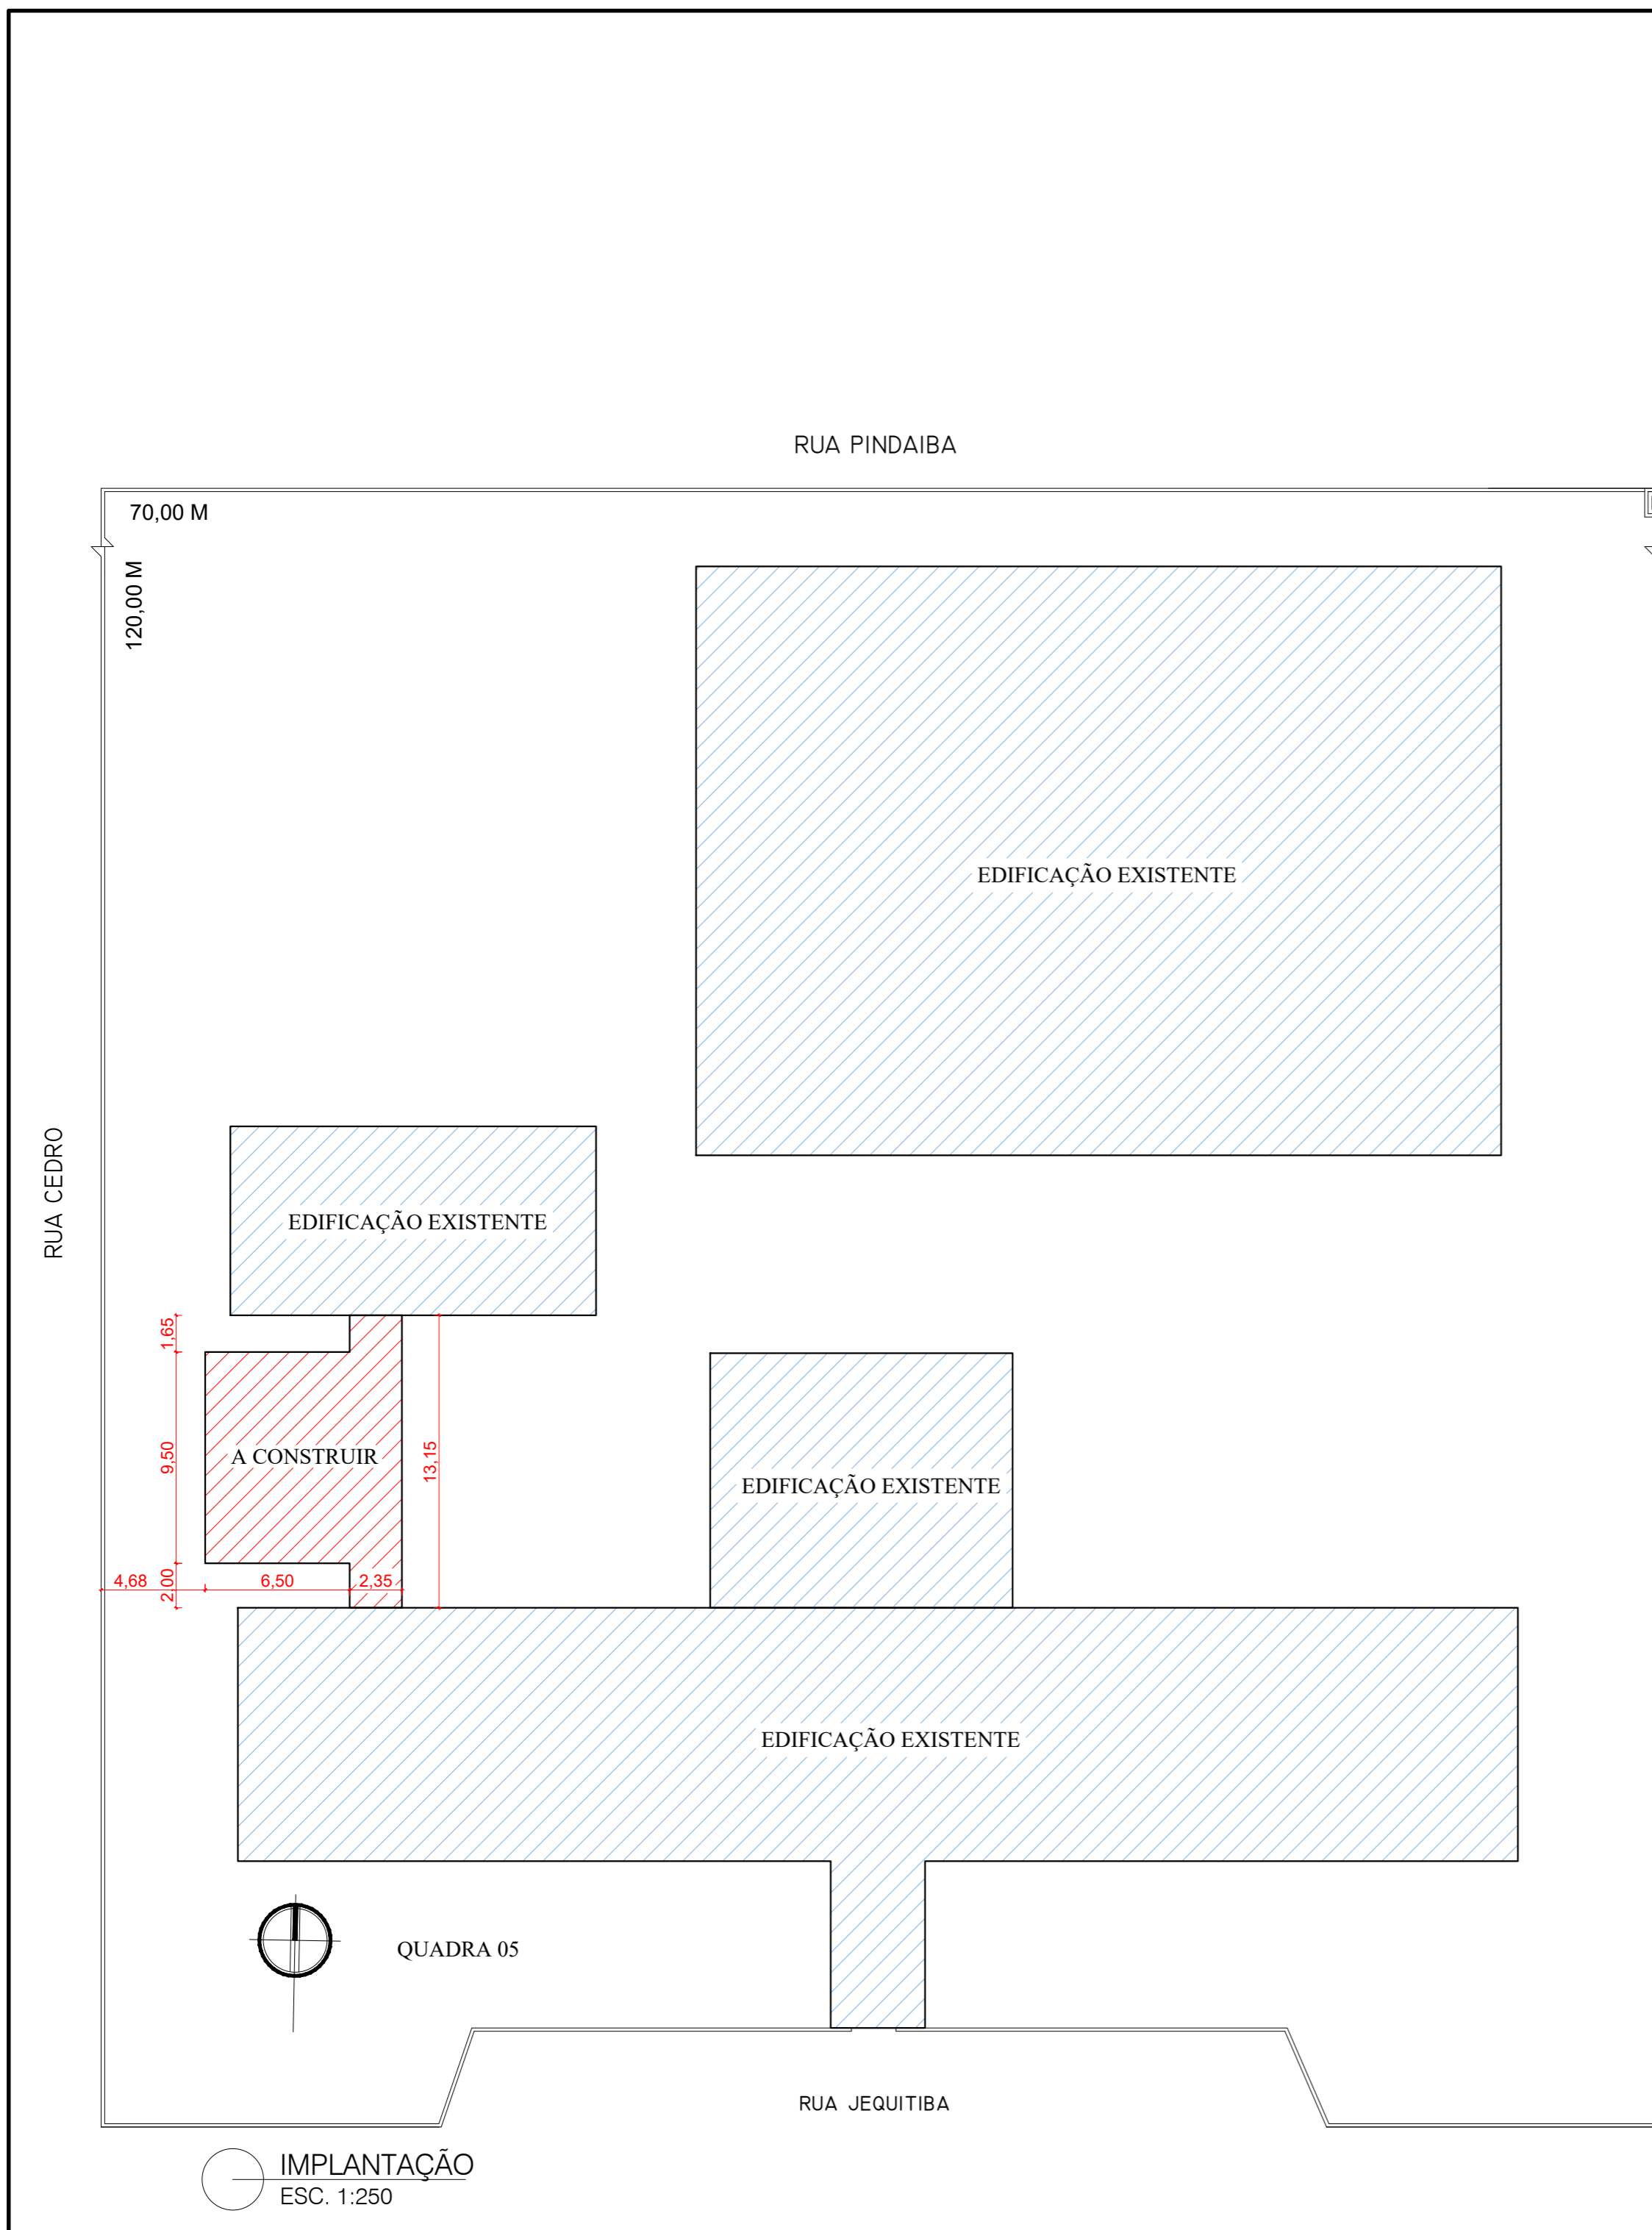 RUA PINDAIBA
70,00 M
120,00 M
EDIFICAÇÃO EXISTENTE
RUA CEDRO
EDIFICAÇÃO EXISTENTE
1,65
9,50
2,00
A CONSTRUIR
13,15
EDIFICAÇÃO EXISTENTE
4,68
6,50
2,35
EDIFICAÇÃO EXISTENTE
QUADRA 05
RUA JEQUITIBA
IMPLANTAÇÃO
ESC. 1:250